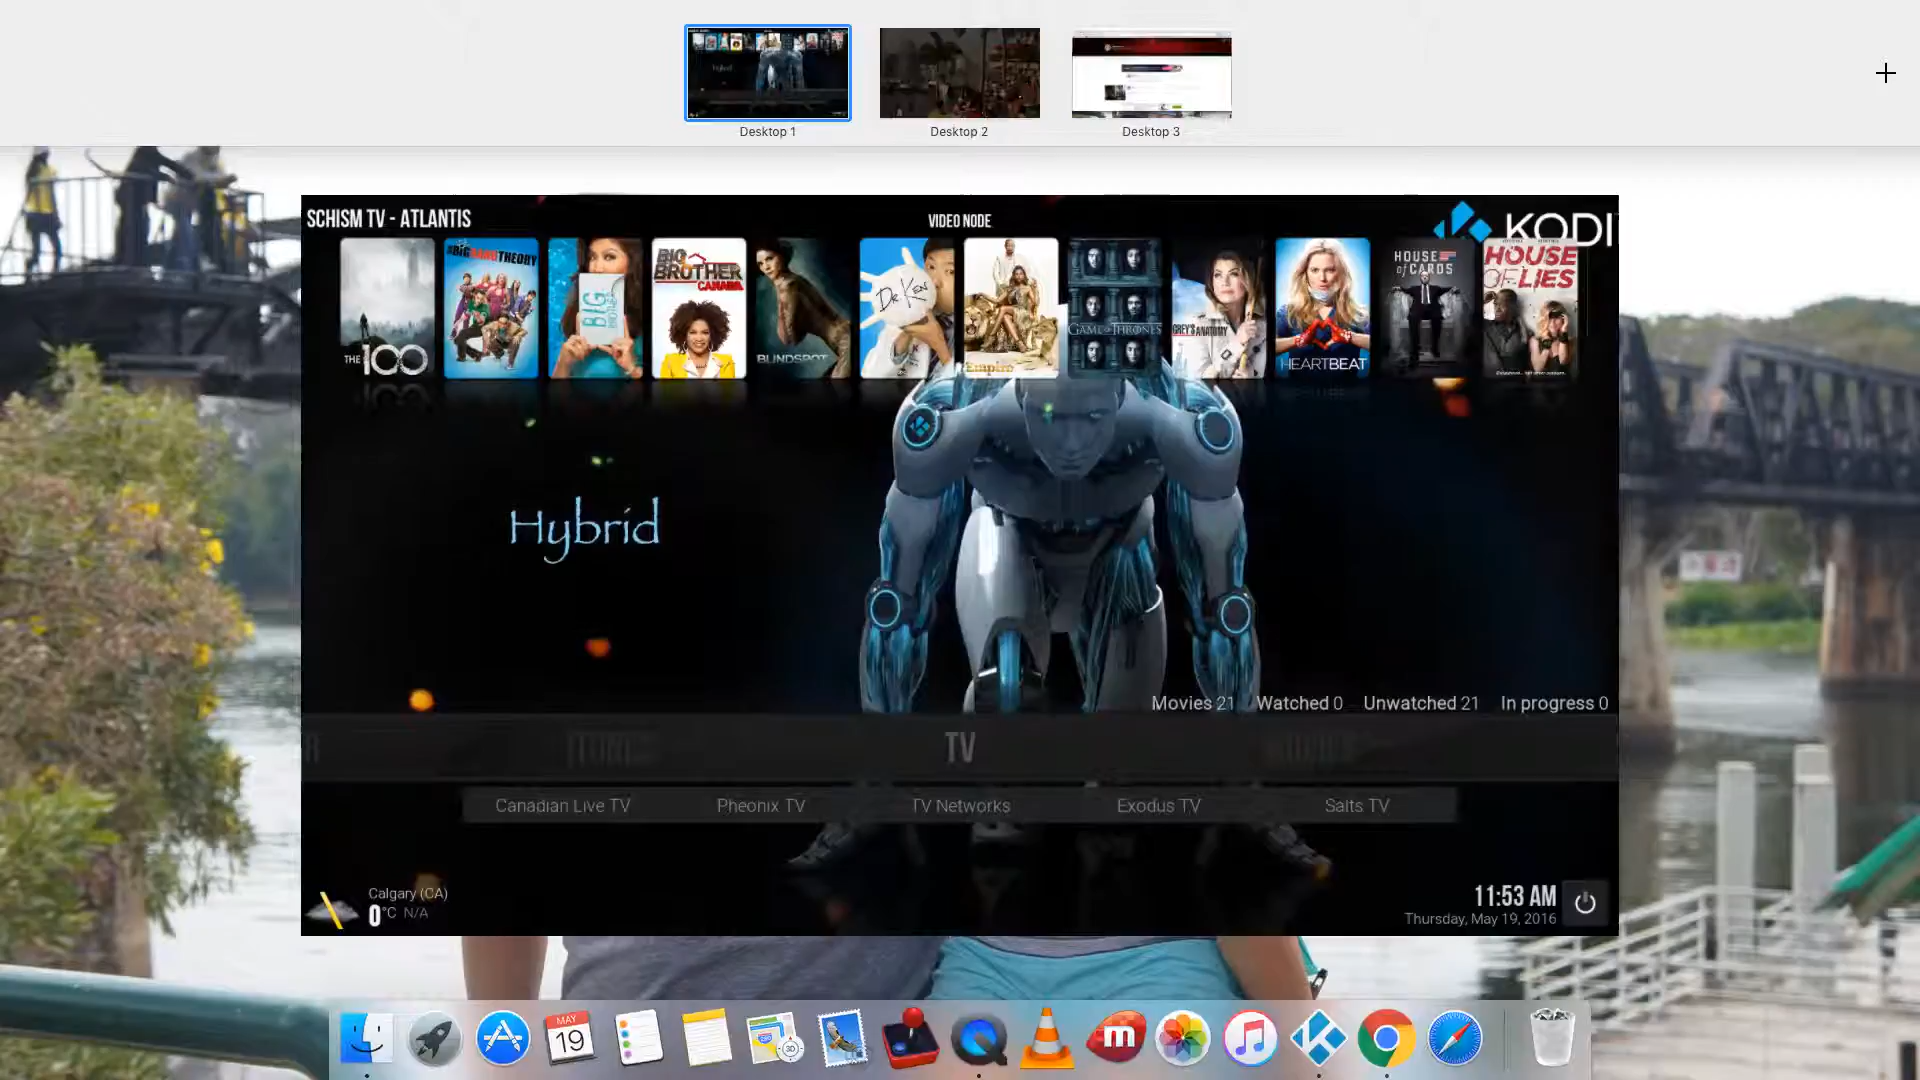 Desktop 1
Desktop 2
Desktop 3
SCHISM TV - ATLANTIS
VIDEO NODE
KODI
THE 100
BIG BANG THEORY
BIG BROTHER
CANADA
BLINDSPOT
DR. KEN
Empire
GAME OF THRONES
GREY'S ANATOMY
HEARTBEAT
HOUSE of CARDS
HOUSE OF LIES
Hybrid
Movies 21 Watched 0 Unwatched 21 In progress 0
TV
Canadian Live TV Pheonix TV TV Networks Exodus TV Salts TV
Calgary (CA)
0°C N/A
11:53 AM
Thursday, May 19, 2016
MAY
19
3D
m